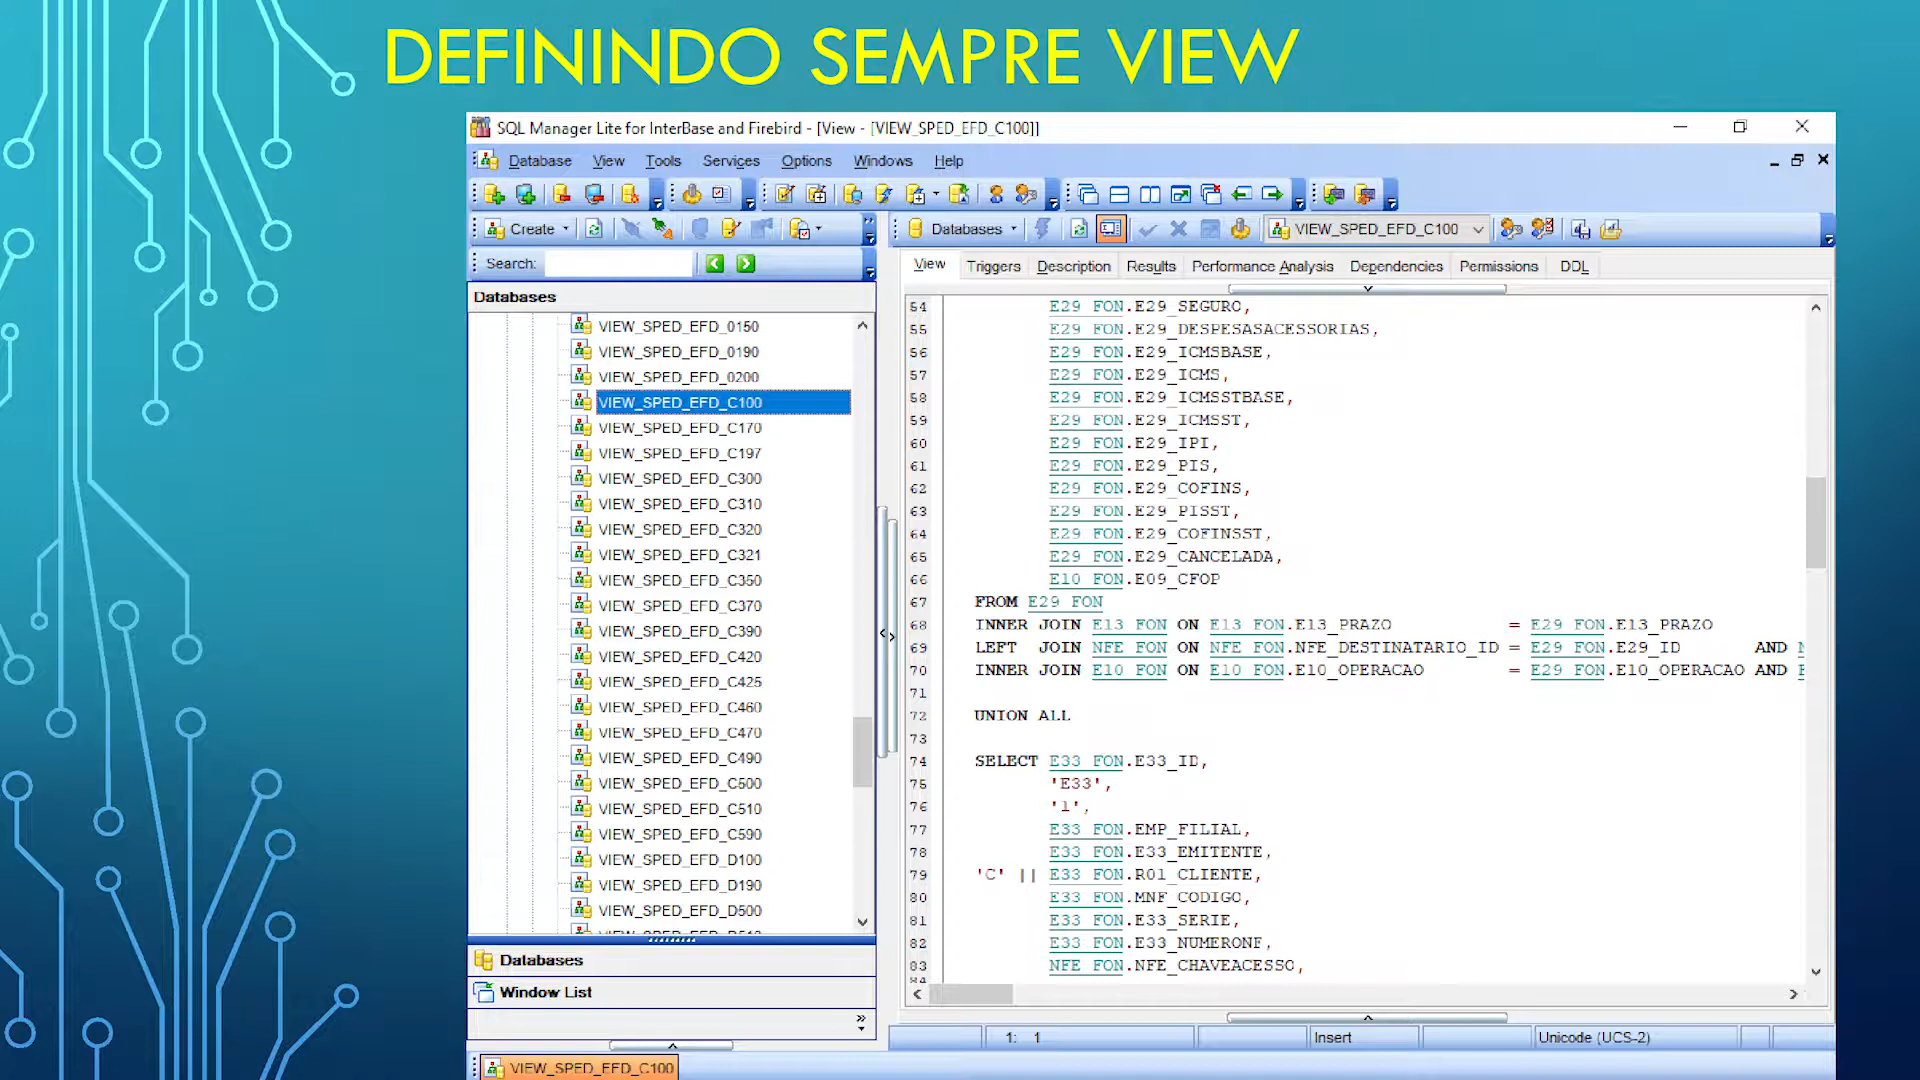 DEFININDO SEMPRE VIEW
SQL Manager Lite for InterBase and Firebird - [View - [VIEW_SPED_EFD_C100]]
Database View Tools Services Options Windows Help
Create Databases VIEW_SPED_EFD_C100
Search:
View Triggers Description Results Performance Analysis Dependencies Permissions DDL
Databases
VIEW_SPED_EFD_0150
VIEW_SPED_EFD_0190
VIEW_SPED_EFD_0200
VIEW_SPED_EFD_C100
VIEW_SPED_EFD_C170
VIEW_SPED_EFD_C197
VIEW_SPED_EFD_C300
VIEW_SPED_EFD_C310
VIEW_SPED_EFD_C320
VIEW_SPED_EFD_C321
VIEW_SPED_EFD_C350
VIEW_SPED_EFD_C370
VIEW_SPED_EFD_C390
VIEW_SPED_EFD_C420
VIEW_SPED_EFD_C425
VIEW_SPED_EFD_C460
VIEW_SPED_EFD_C470
VIEW_SPED_EFD_C490
VIEW_SPED_EFD_C500
VIEW_SPED_EFD_C510
VIEW_SPED_EFD_C590
VIEW_SPED_EFD_D100
VIEW_SPED_EFD_D190
VIEW_SPED_EFD_D500
Databases
Window List
54 E29_FON.E29_SEGURO,
55 E29_FON.E29_DESPESASACESSORIAS,
56 E29_FON.E29_ICMSBASE,
57 E29_FON.E29_ICMS,
58 E29_FON.E29_ICMSSTBASE,
59 E29_FON.E29_ICMSST,
60 E29_FON.E29_IPI,
61 E29_FON.E29_PIS,
62 E29_FON.E29_COFINS,
63 E29_FON.E29_PISST,
64 E29_FON.E29_COFINSST,
65 E29_FON.E29_CANCELADA,
66 E10_FON.E09_CFOP
67 FROM E29_FON
68 INNER JOIN E13_FON ON E13_FON.E13_PRAZO = E29_FON.E13_PRAZO
69 LEFT JOIN NFE_FON ON NFE_FON.NFE_DESTINATARIO_ID = E29_FON.E29_ID AND
70 INNER JOIN E10_FON ON E10_FON.E10_OPERACAO = E29_FON.E10_OPERACAO AND
71
72 UNION ALL
73
74 SELECT E33_FON.E33_ID,
75 'E33',
76 '1',
77 E33_FON.EMP_FILIAL,
78 E33_FON.E33_EMITENTE,
79 'C' || E33_FON.R01_CLIENTE,
80 E33_FON.MNF_CODIGO,
81 E33_FON.E33_SERIE,
82 E33_FON.E33_NUMERONF,
83 NFE_FON.NFE_CHAVEACESSO,
1: 1 Insert Unicode (UCS-2)
VIEW_SPED_EFD_C100